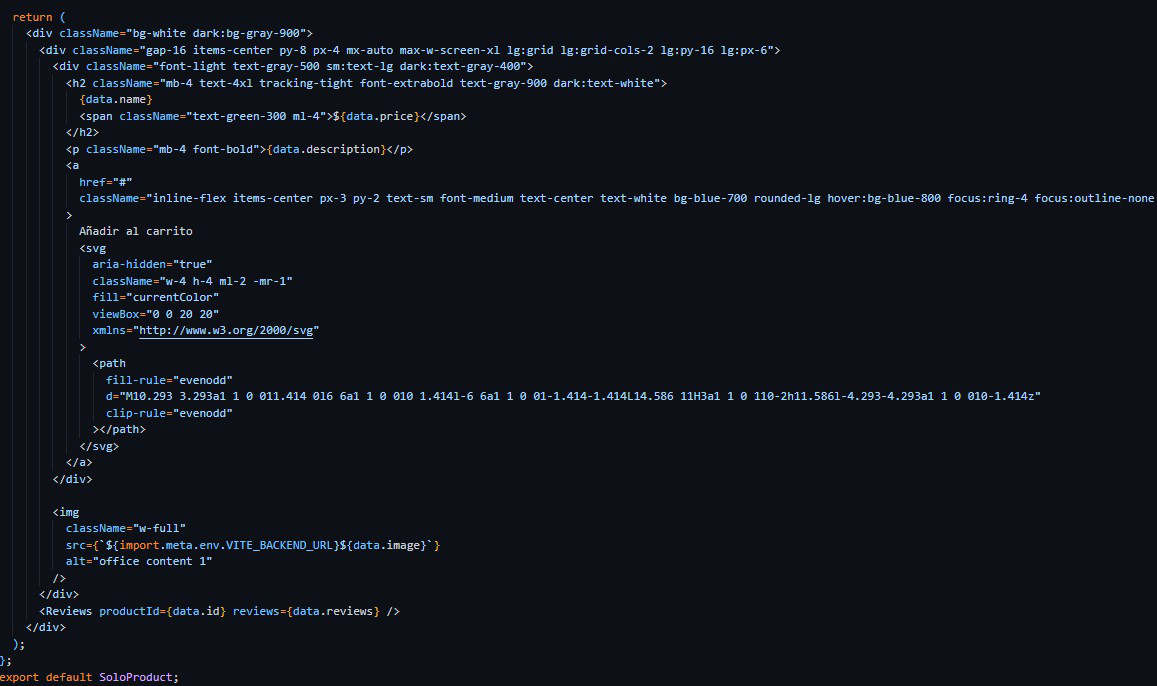 return (
<div className="bg-white dark:bg-gray-900">
<div className="gap-16 items-center py-8 px-4 mx-auto max-w-screen-xl lg:grid lg:grid-cols-2 lg:py-16 lg:px-6">
<div className="font-light text-gray-500 sm:text-lg dark:text-gray-400">
<h2 className="mb-4 text-4xl tracking-tight font-extrabold text-gray-900 dark:text-white">
{data.name}
<span className="text-green-300 ml-4">${data.price}</span>
</h2>
<p className="mb-4 font-bold">{data.description}</p>
<a
href="#"
className="inline-flex items-center px-3 py-2 text-sm font-medium text-center text-white bg-blue-700 rounded-lg hover:bg-blue-800 focus:ring-4 focus:outline-none
>
Añadir al carrito
<svg
aria-hidden="true"
className="w-4 h-4 ml-2 -mr-1"
fill="currentColor"
viewBox="0 0 20 20"
xmlns="http://www.w3.org/2000/svg"
>
<path
fill-rule="evenodd"
d="M10.293 3.293a1 1 0 011.414 0l6 6a1 1 0 010 1.414l-6 6a1 1 0 01-1.414-1.414L14.586 11H3a1 1 0 110-2h11.586l-4.293-4.293a1 1 0 010-1.414z"
clip-rule="evenodd"
></path>
</svg>
</a>
</div>
<img
className="w-full"
src={`${import.meta.env.VITE_BACKEND_URL}${data.image}`}
alt="office content 1"
/>
</div>
<Reviews productId={data.id} reviews={data.reviews} />
</div>
);
};
export default SoloProduct;